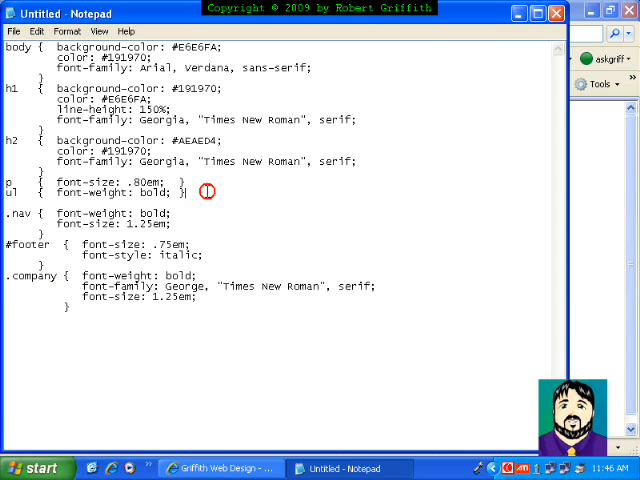 Copyright © 2009 by Robert Griffith
Untitled - Notepad
File Edit Format View Help
body { background-color: #E6E6FA;
color: #191970;
font-family: Arial, Verdana, sans-serif;
}
h1 { background-color: #191970;
color: #E6E6FA;
line-height: 150%;
font-family: Georgia, "Times New Roman", serif;
}
h2 { background-color: #AEAED4;
color: #191970;
font-family: Georgia, "Times New Roman", serif;
}
p { font-size: .80em; }
ul { font-weight: bold; }
.nav { font-weight: bold;
font-size: 1.25em;
#footer { font-size: .75em;
font-style: italic;
}
.company { font-weight: bold;
font-family: George, "Times New Roman", serif;
font-size: 1.25em;
}
askgriff
Tools
start
Griffith Web Design - ...
Untitled - Notepad
11:46 AM